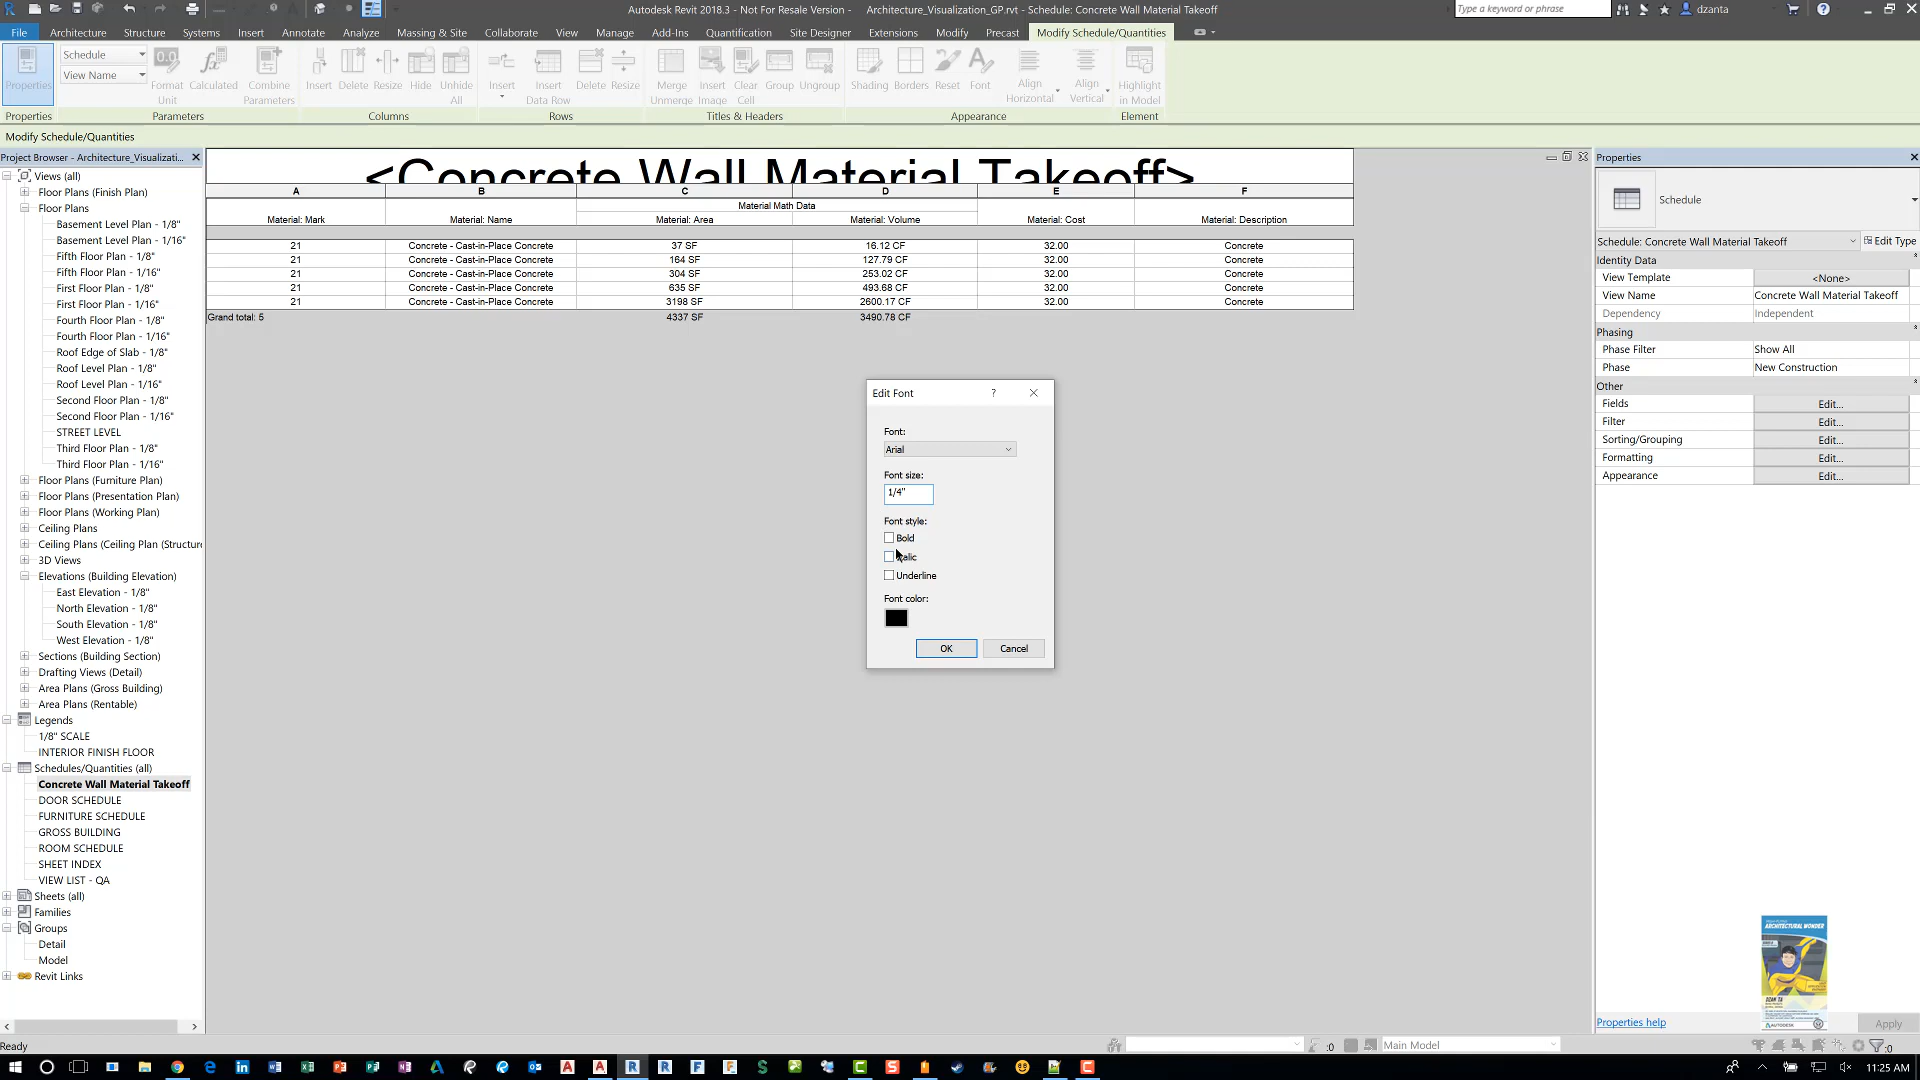 Autodesk Revit 2018.3 - Not For Resale Version - Architecture_Visualization_GP.rvt - Schedule: Concrete Wall Material Takeoff
Type a keyword or phrase
dzanta
File Architecture Structure Systems Insert Annotate Analyze Massing & Site Collaborate View Manage Add-Ins Quantification Site Designer Extensions Modify Precast Modify Schedule/Quantities
Properties
Schedule
View Name
Format Unit
Calculated
Combine Parameters
Insert Delete Resize Hide Unhide All
Insert
Insert Data Row
Delete Resize
Merge Unmerge
Insert Image
Clear Cell
Group Ungroup
Shading Borders Reset Font
Align Horizontal
Align Vertical
Highlight in Model
Properties Parameters Columns Rows Titles & Headers Appearance Element
Modify Schedule/Quantities
Project Browser - Architecture_Visualizati...
Views (all)
Floor Plans (Finish Plan)
Floor Plans
Basement Level Plan - 1/8"
Basement Level Plan - 1/16"
Fifth Floor Plan - 1/8"
Fifth Floor Plan - 1/16"
First Floor Plan - 1/8"
First Floor Plan - 1/16"
Fourth Floor Plan - 1/8"
Fourth Floor Plan - 1/16"
Roof Edge of Slab - 1/8"
Roof Level Plan - 1/8"
Roof Level Plan - 1/16"
Second Floor Plan - 1/8"
Second Floor Plan - 1/16"
STREET LEVEL
Third Floor Plan - 1/8"
Third Floor Plan - 1/16"
Floor Plans (Furniture Plan)
Floor Plans (Presentation Plan)
Floor Plans (Working Plan)
Ceiling Plans
Ceiling Plans (Ceiling Plan (Structure
3D Views
Elevations (Building Elevation)
East Elevation - 1/8"
North Elevation - 1/8"
South Elevation - 1/8"
West Elevation - 1/8"
Sections (Building Section)
Drafting Views (Detail)
Area Plans (Gross Building)
Area Plans (Rentable)
Legends
1/8" SCALE
INTERIOR FINISH FLOOR
Schedules/Quantities (all)
Concrete Wall Material Takeoff
DOOR SCHEDULE
FURNITURE SCHEDULE
GROSS BUILDING
ROOM SCHEDULE
SHEET INDEX
VIEW LIST - QA
Sheets (all)
Families
Groups
Detail
Model
Revit Links
<Concrete Wall Material Takeoff>
A B C D E F
Material Math Data
Material: Mark Material: Name Material: Area Material: Volume Material: Cost Material: Description
21 Concrete - Cast-in-Place Concrete 37 SF 16.12 CF 32.00 Concrete
21 Concrete - Cast-in-Place Concrete 164 SF 127.79 CF 32.00 Concrete
21 Concrete - Cast-in-Place Concrete 304 SF 253.02 CF 32.00 Concrete
21 Concrete - Cast-in-Place Concrete 635 SF 493.68 CF 32.00 Concrete
21 Concrete - Cast-in-Place Concrete 3198 SF 2600.17 CF 32.00 Concrete
Grand total: 5 4337 SF 3490.78 CF
Edit Font ?
Font:
Arial
Font size:
1/4"
Font style:
Bold
Italic
Underline
Font color:
OK Cancel
Properties
Schedule
Schedule: Concrete Wall Material Takeoff Edit Type
Identity Data
View Template <None>
View Name Concrete Wall Material Takeoff
Dependency Independent
Phasing
Phase Filter Show All
Phase New Construction
Other
Fields Edit...
Filter Edit...
Sorting/Grouping Edit...
Formatting Edit...
Appearance Edit...
ARCHITECTURAL WONDER
AUTODESK
Properties help Apply
Ready
:0
Main Model
:0
11:25 AM